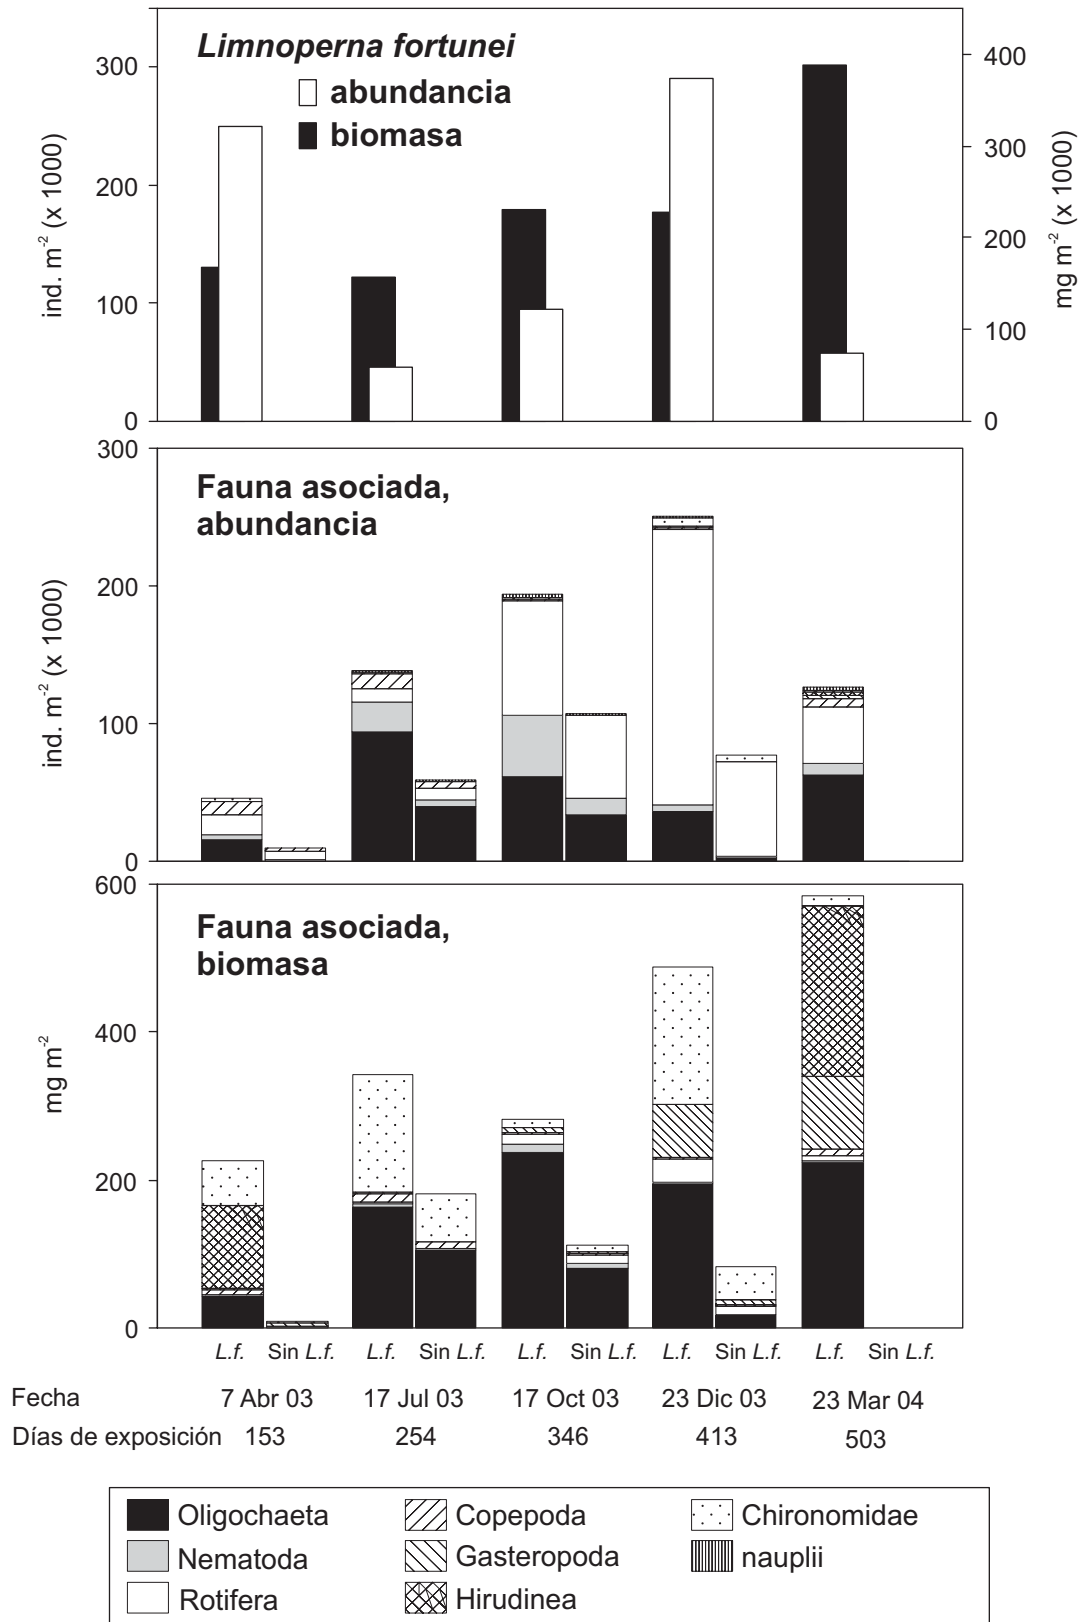 Limnoperna fortunei
abundancia
biomasa
300
200
100
0
ind. m-2 (x 1000)
400
300
200
100
0
mg m-2 (x 1000)
Fauna asociada,
abundancia
300
200
100
0
ind. m-2 (x 1000)
Fauna asociada,
biomasa
600
400
200
0
mg m-2
L.f. Sin L.f. L.f. Sin L.f. L.f. Sin L.f. L.f. Sin L.f. L.f. Sin L.f.
Fecha 7 Abr 03 17 Jul 03 17 Oct 03 23 Dic 03 23 Mar 04
Días de exposición 153 254 346 413 503
Oligochaeta Copepoda Chironomidae
Nematoda Gasteropoda nauplii
Rotifera Hirudinea